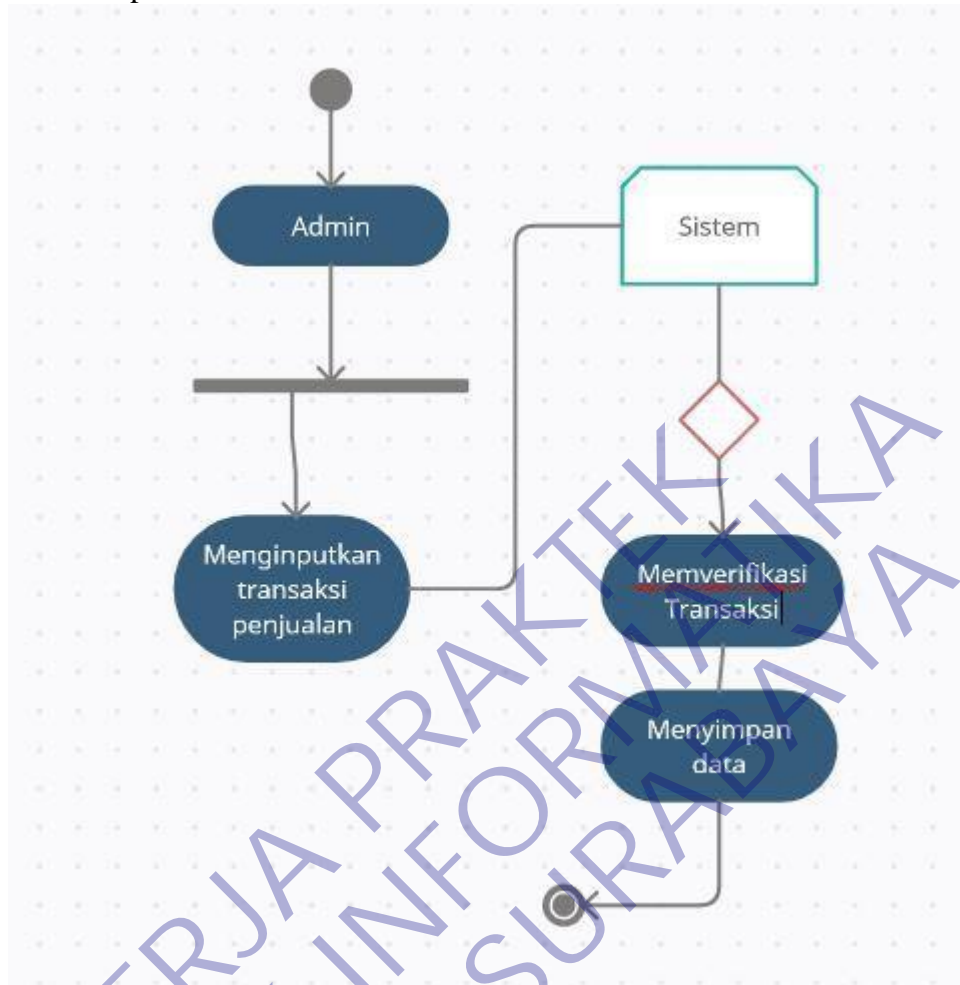 Admin
Sistem
Menginputkan
transaksi
penjualan
Memverifikasi
Transaksi
Menyimpan
data
KERJA PRAKTEK
INFORMATIKA
SURABAYA